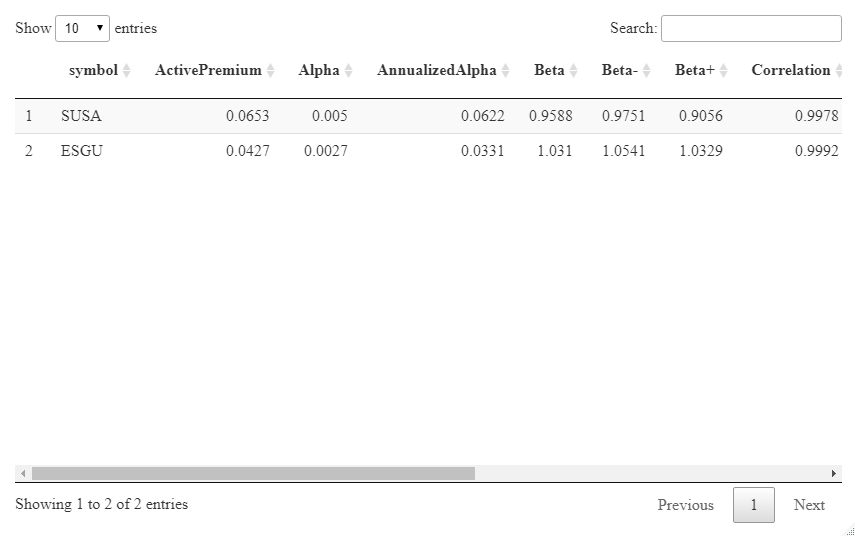 Show 10 entries Search:
symbol ActivePremium Alpha AnnualizedAlpha Beta Beta- Beta+ Correlation
1 SUSA 0.0653 0.005 0.0622 0.9588 0.9751 0.9056 0.9978
2 ESGU 0.0427 0.0027 0.0331 1.031 1.0541 1.0329 0.9992
Showing 1 to 2 of 2 entries Previous 1 Next